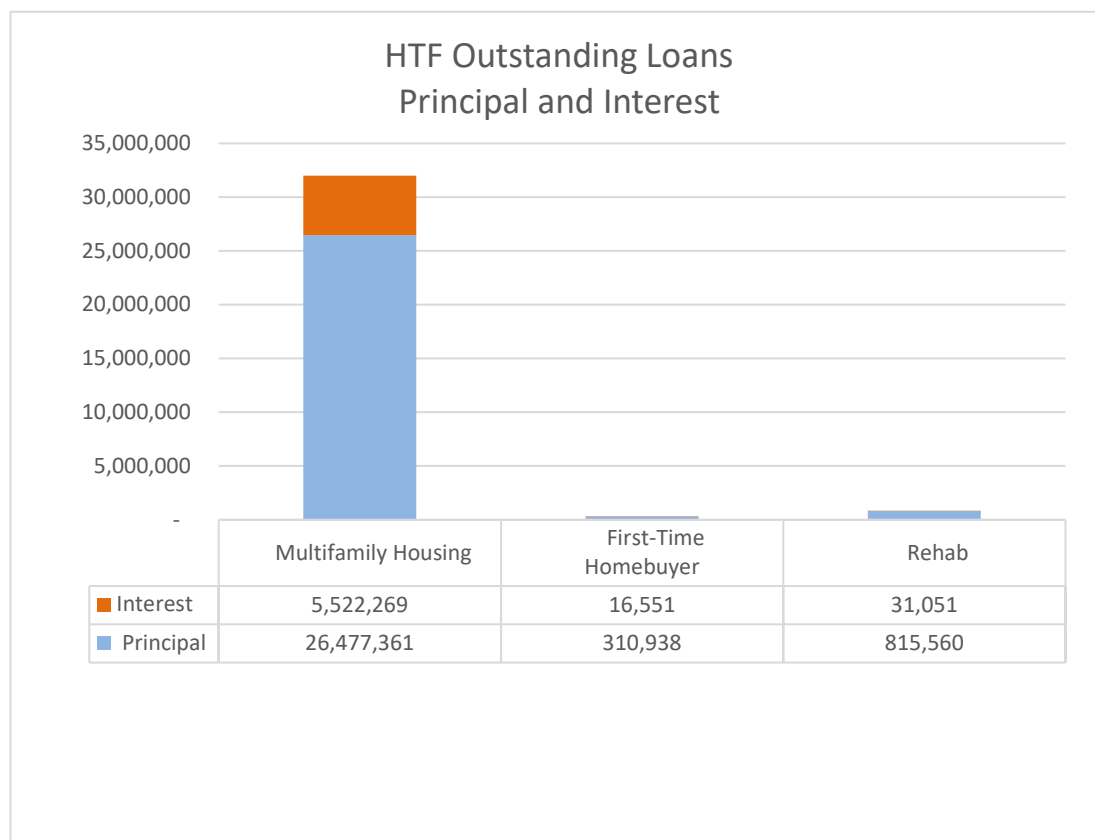 HTF Outstanding Loans
Principal and Interest
35,000,000
30,000,000
25,000,000
20,000,000
15,000,000
10,000,000
5,000,000
-
Multifamily Housing First-Time Homebuyer Rehab
Interest 5,522,269 16,551 31,051
Principal 26,477,361 310,938 815,560